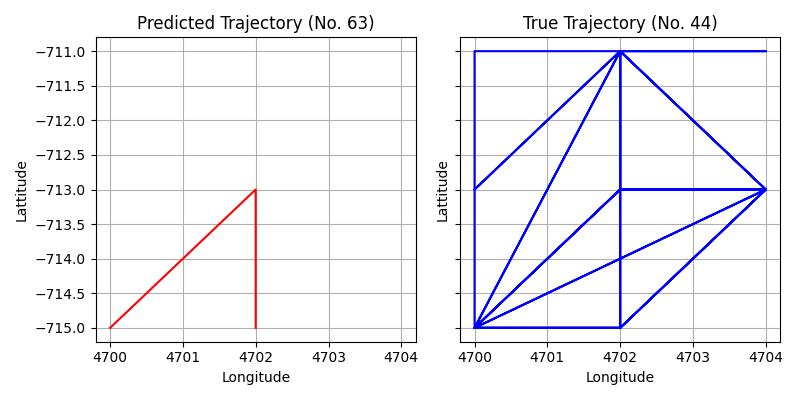 Predicted Trajectory (No. 63)
True Trajectory (No. 44)
Lattitude
−711.0
−711.5
−712.0
−712.5
−713.0
−713.5
−714.0
−714.5
−715.0
4700 4701 4702 4703 4704
Longitude
Lattitude
4700 4701 4702 4703 4704
Longitude